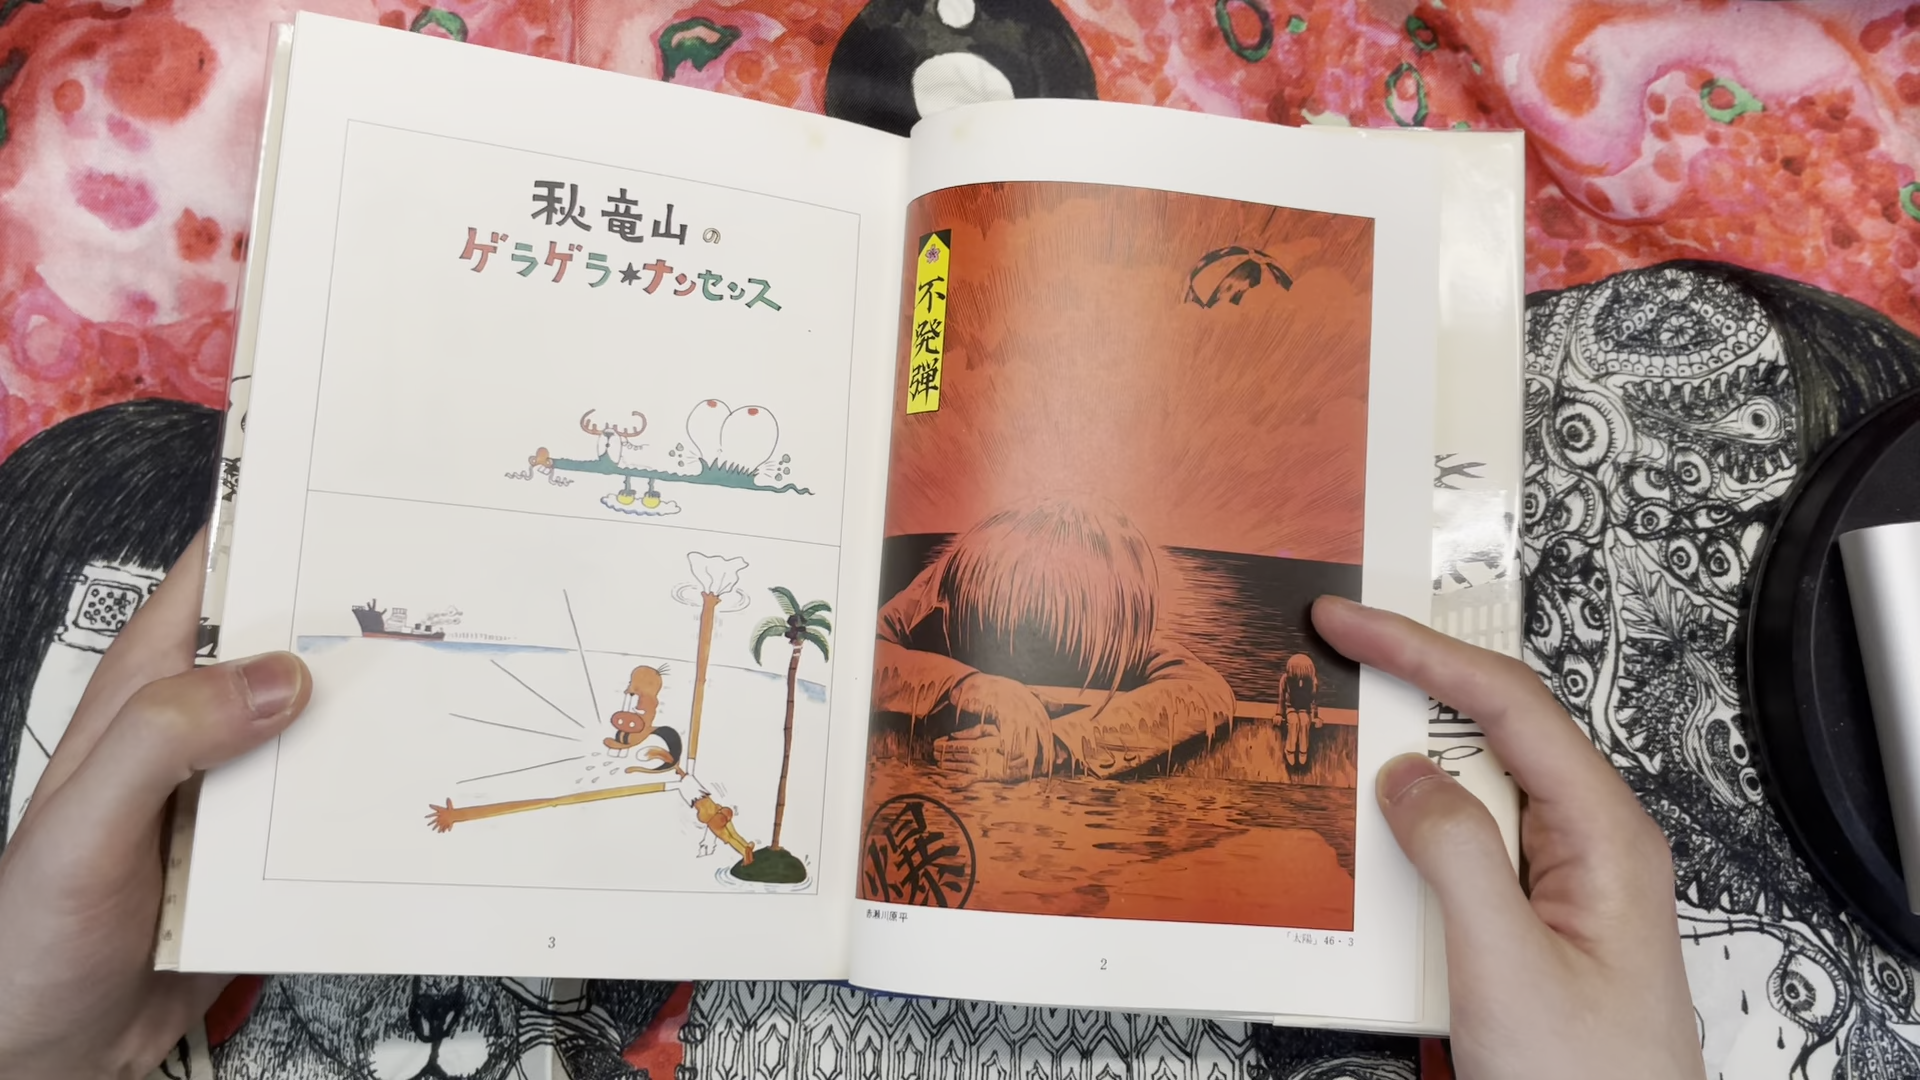 不発弾
爆
赤瀬川原平
「太陽」46・3
2
秋竜山の
ゲラゲラ★ナンセンス
3